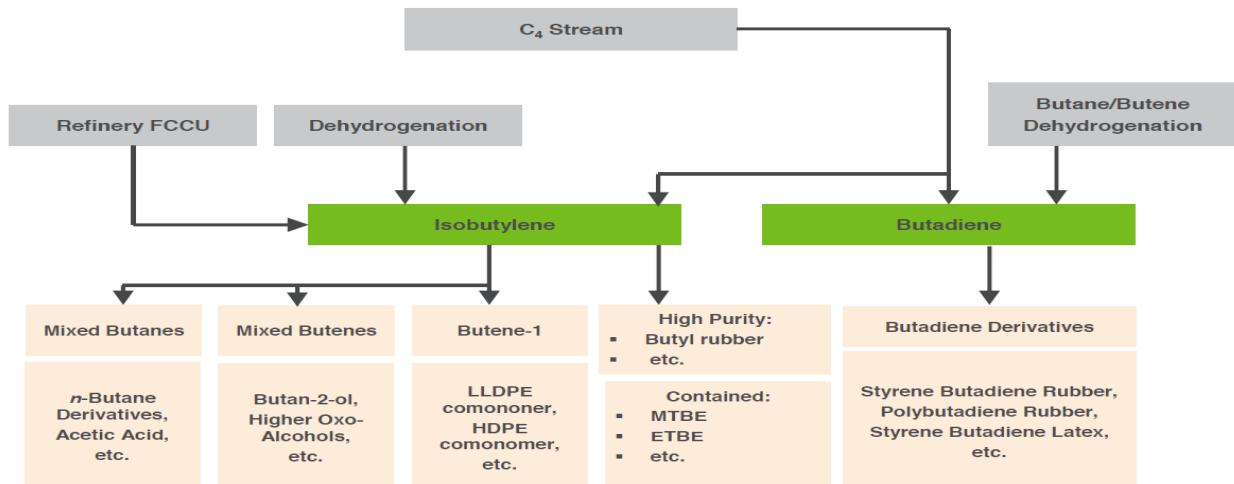 C₄ Stream
Refinery FCCU
Dehydrogenation
Butane/Butene
Dehydrogenation
Isobutylene
Butadiene
Mixed Butanes
Mixed Butenes
Butene-1
High Purity:
▪ Butyl rubber
▪ etc.
Butadiene Derivatives
n-Butane
Derivatives,
Acetic Acid,
etc.
Butan-2-ol,
Higher Oxo-
Alcohols,
etc.
LLDPE
comononer,
HDPE
comonomer,
etc.
Contained:
▪ MTBE
▪ ETBE
▪ etc.
Styrene Butadiene Rubber,
Polybutadiene Rubber,
Styrene Butadiene Latex,
etc.